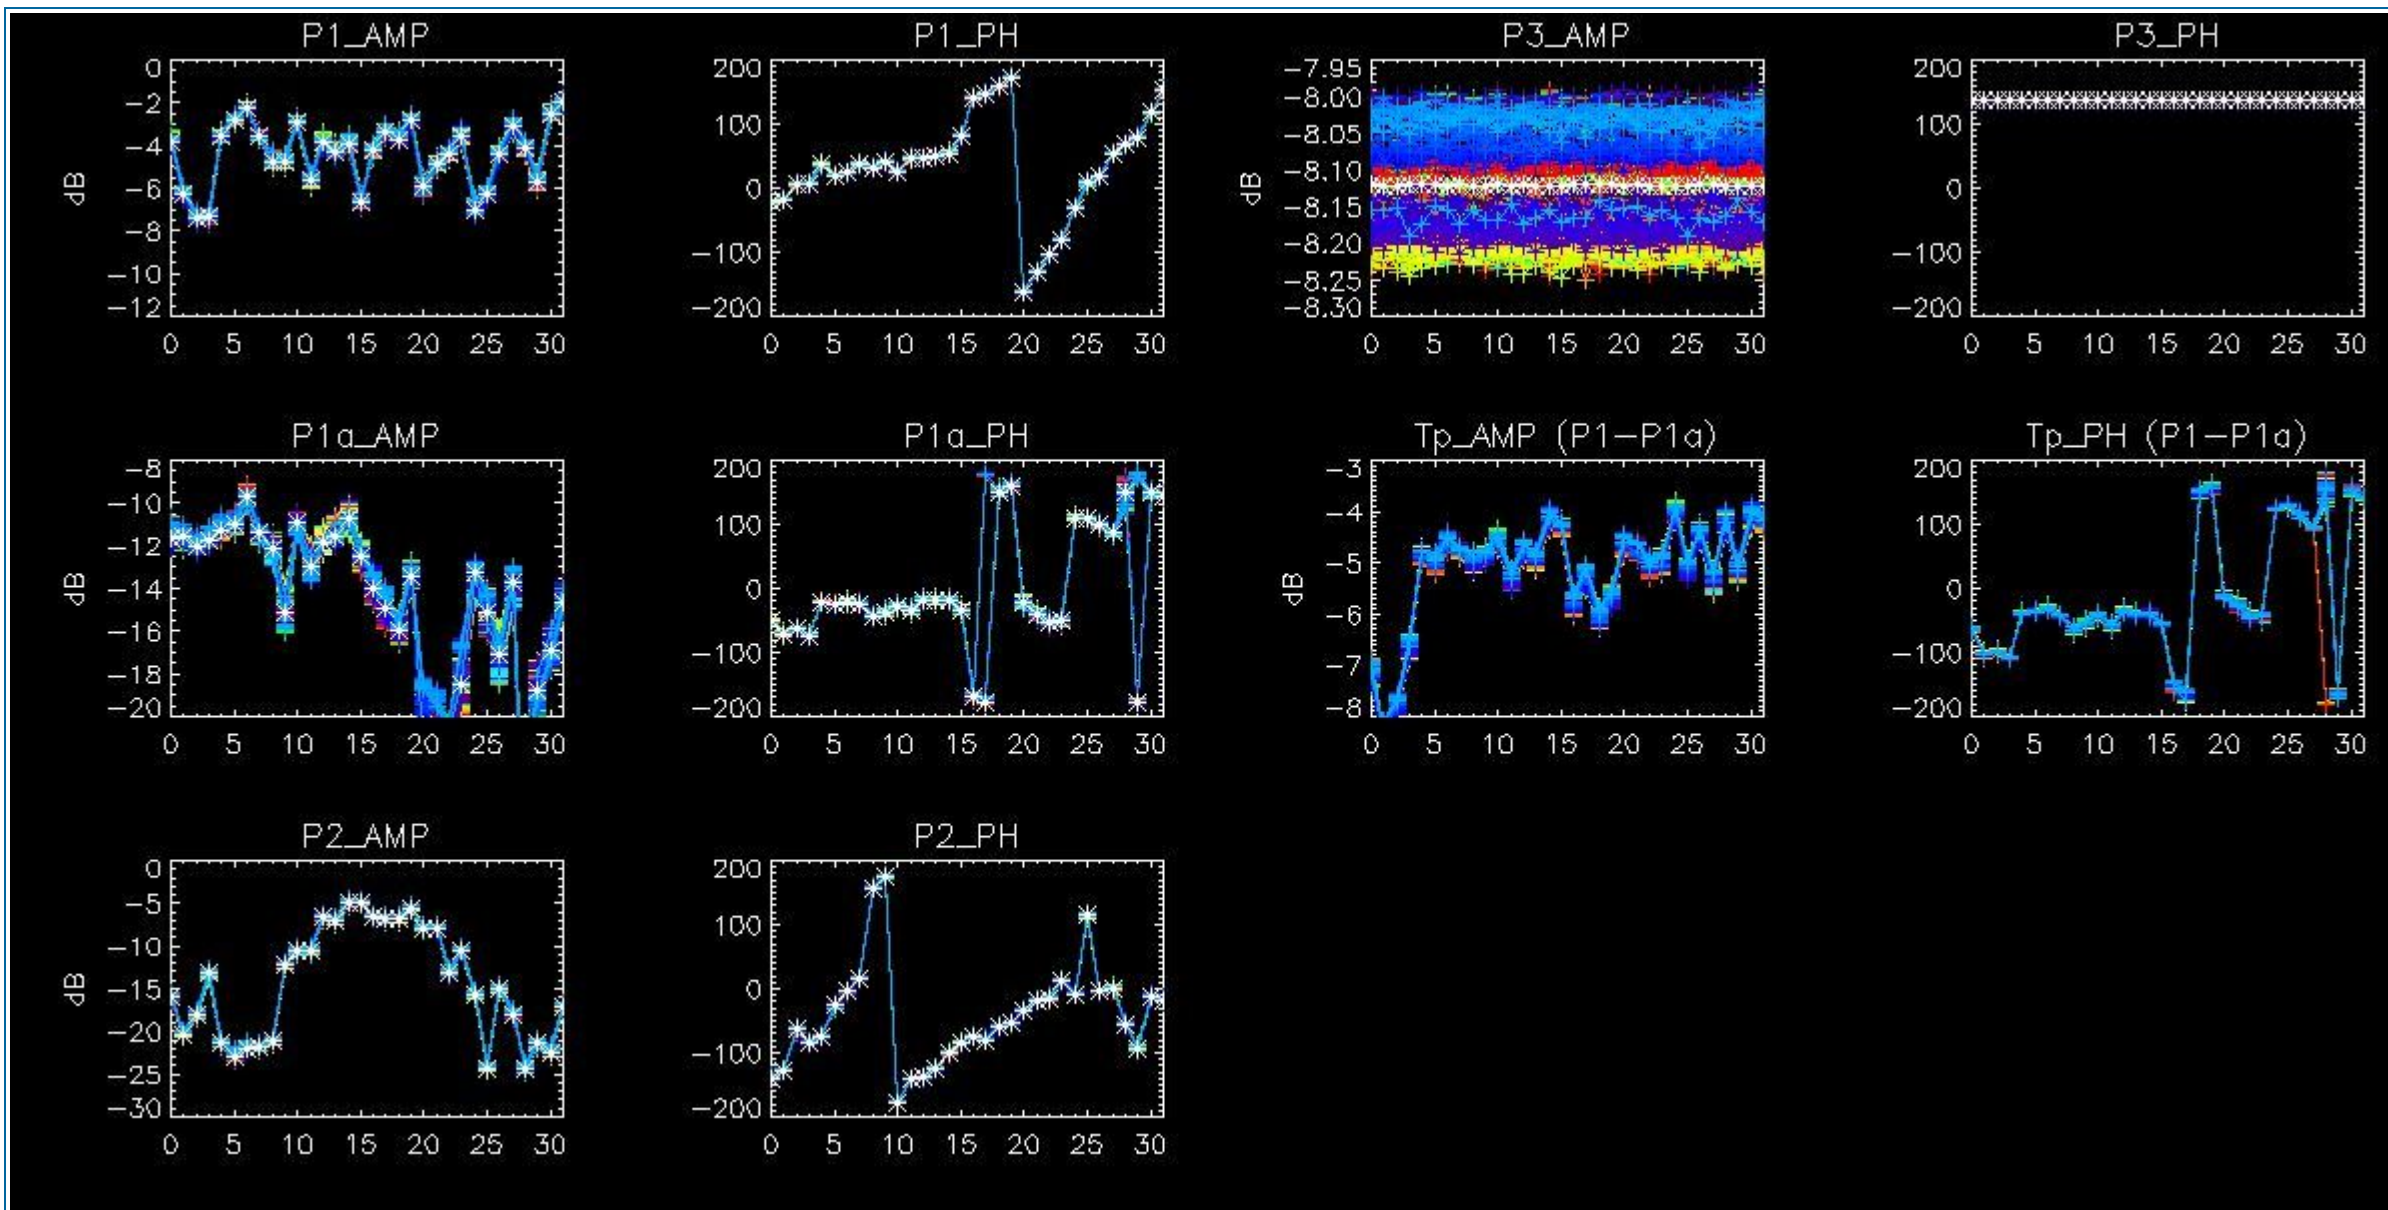 P1_AMP P1_PH P3_AMP P3_PH
0 200 -7.95 200
-2 100 -8.00 100
-4 0 -8.05 0
-6 -100 -8.10 -100
-8 -200 -8.15 -200
-10 -8.20
-12 -8.25
-8.30
dB dB
0 5 10 15 20 25 30 0 5 10 15 20 25 30 0 5 10 15 20 25 30 0 5 10 15 20 25 30
P1a_AMP P1a_PH Tp_AMP (P1-P1a) Tp_PH (P1-P1a)
-8 200 -3 200
-10 100 -4 100
-12 0 -5 0
-14 -100 -6 -100
-16 -200 -7 -200
-18 -8
-20
dB dB
0 5 10 15 20 25 30 0 5 10 15 20 25 30 0 5 10 15 20 25 30 0 5 10 15 20 25 30
P2_AMP P2_PH
0 200
-5 100
-10 0
-15 -100
-20 -200
-25
-30
dB
0 5 10 15 20 25 30 0 5 10 15 20 25 30